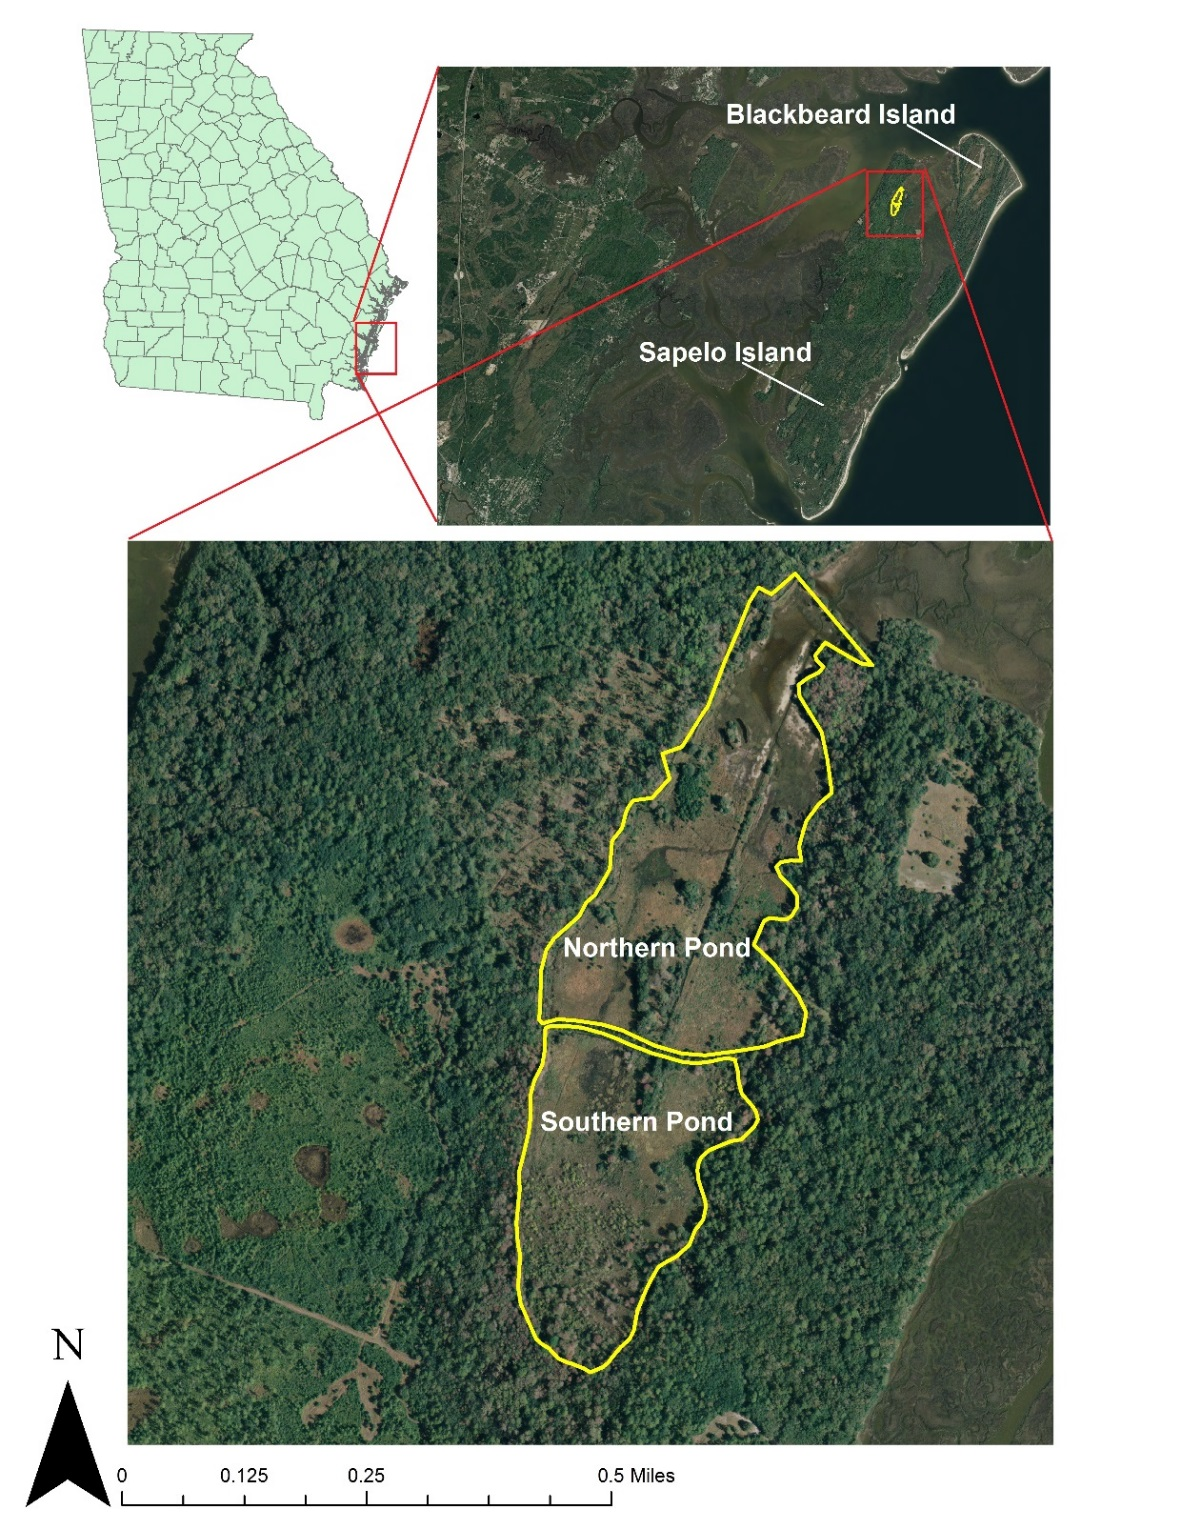 Blackbeard Island
Sapelo Island
Northern Pond
Southern Pond
N
0 0.125 0.25 0.5 Miles